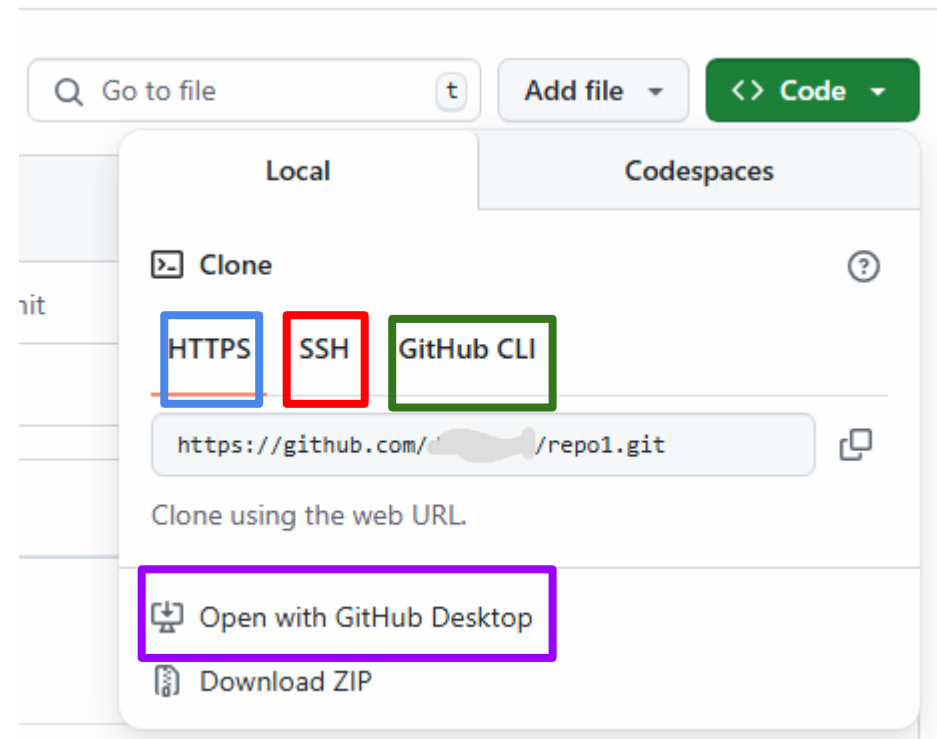 Go to file t Add file <> Code
Local Codespaces
Clone
nit
HTTPS SSH GitHub CLI
https://github.com/ /repo1.git
Clone using the web URL.
Open with GitHub Desktop
Download ZIP